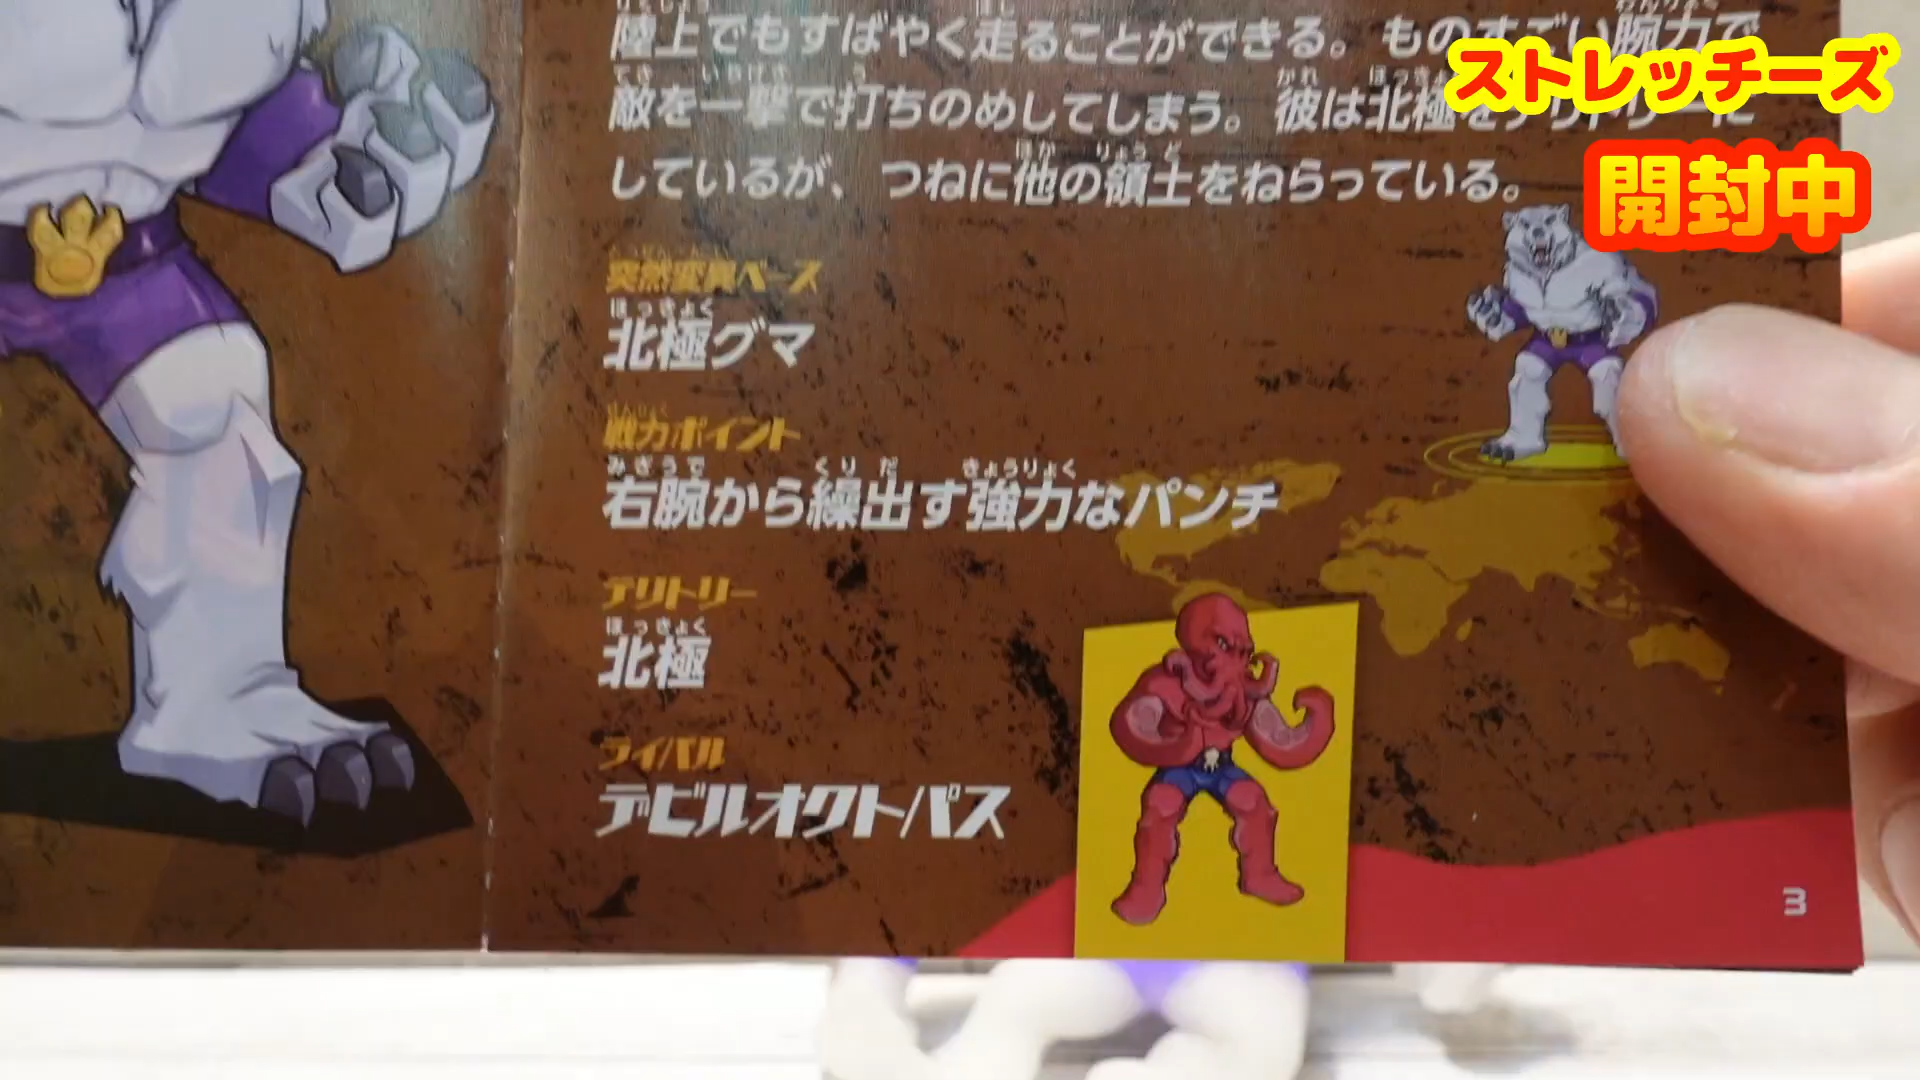 陸上でもすばやく走ることができる。ものすごい腕力で
ストレッチーズ
敵を一撃で打ちのめしてしまう。彼は北極をテリトリーに
開封中
しているが、つねに他の領土をねらっている。
突然変異ベース
北極グマ
戦力ポイント
右腕から繰出す強力なパンチ
テリトリー
北極
ライバル
デビルオクトパス
3